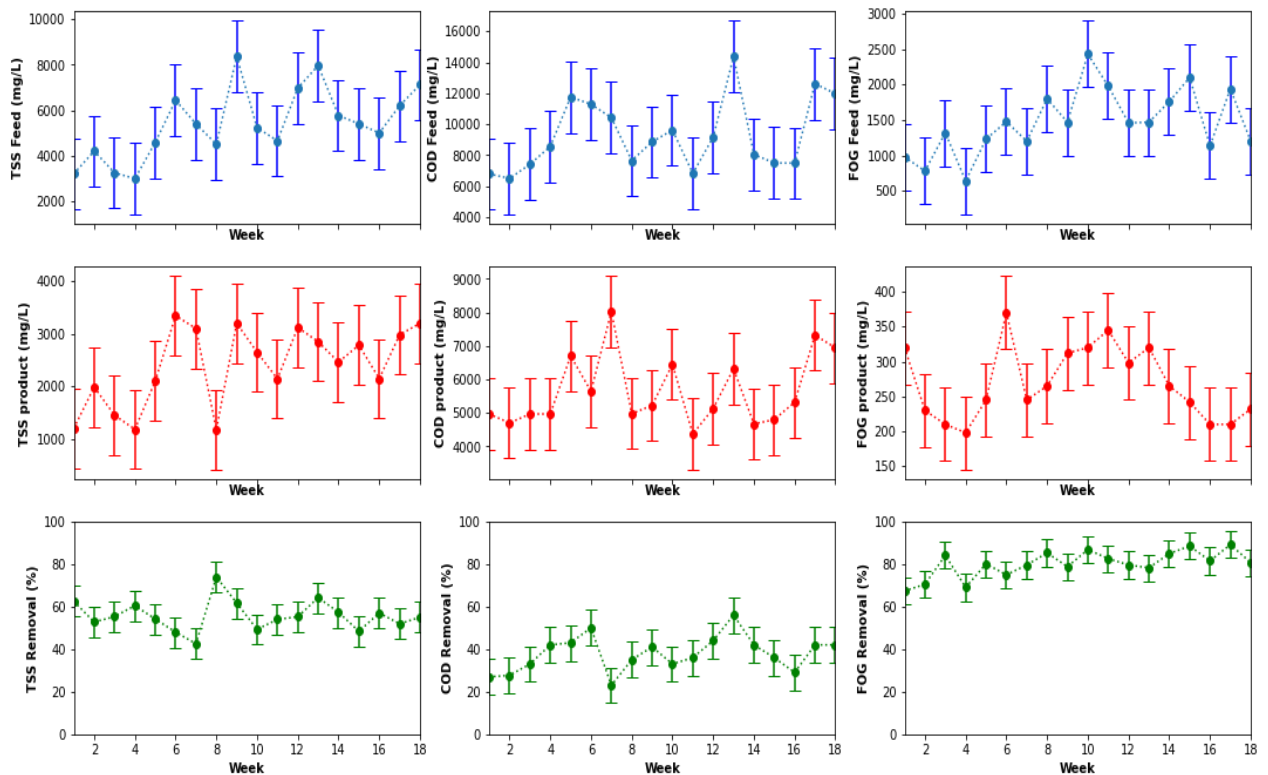 TSS Feed (mg/L)
10000
8000
6000
4000
2000
Week
COD Feed (mg/L)
16000
14000
12000
10000
8000
6000
4000
Week
FOG Feed (mg/L)
3000
2500
2000
1500
1000
500
Week
TSS product (mg/L)
4000
3000
2000
1000
Week
COD product (mg/L)
9000
8000
7000
6000
5000
4000
Week
FOG product (mg/L)
400
350
300
250
200
150
Week
TSS Removal (%)
100
80
60
40
20
0
2 4 6 8 10 12 14 16 18
Week
COD Removal (%)
100
80
60
40
20
0
2 4 6 8 10 12 14 16 18
Week
FOG Removal (%)
100
80
60
40
20
0
2 4 6 8 10 12 14 16 18
Week